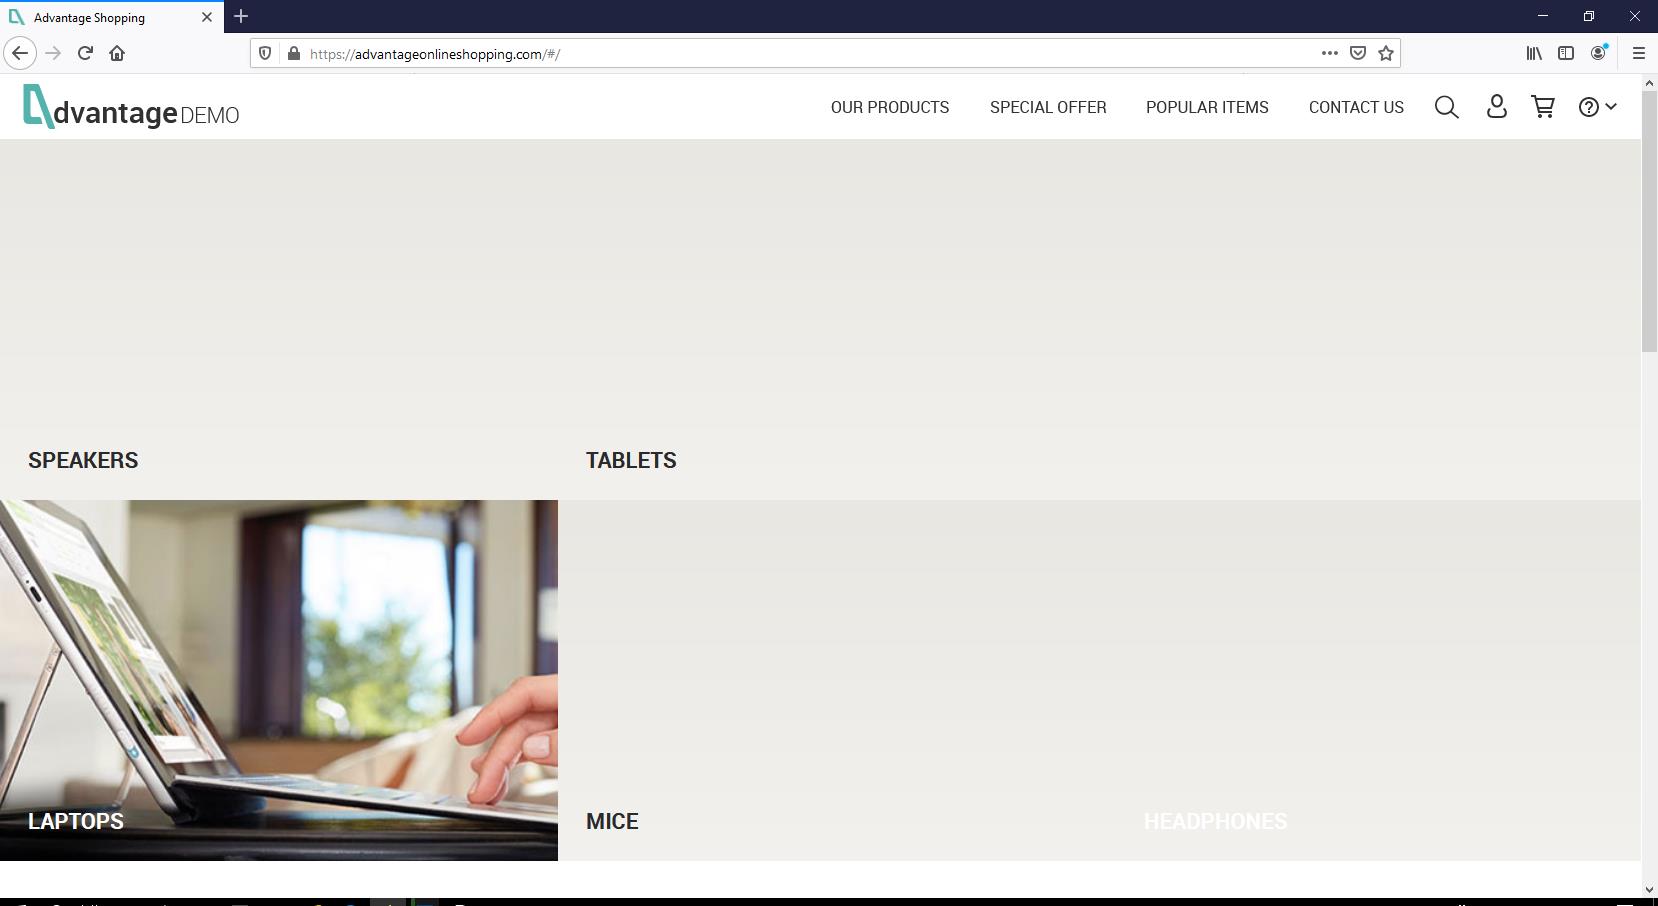 Advantage Shopping
https://advantageonlineshopping.com/#/
dvantage DEMO
OUR PRODUCTS
SPECIAL OFFER
POPULAR ITEMS
CONTACT US
SPEAKERS
TABLETS
LAPTOPS
MICE
HEADPHONES